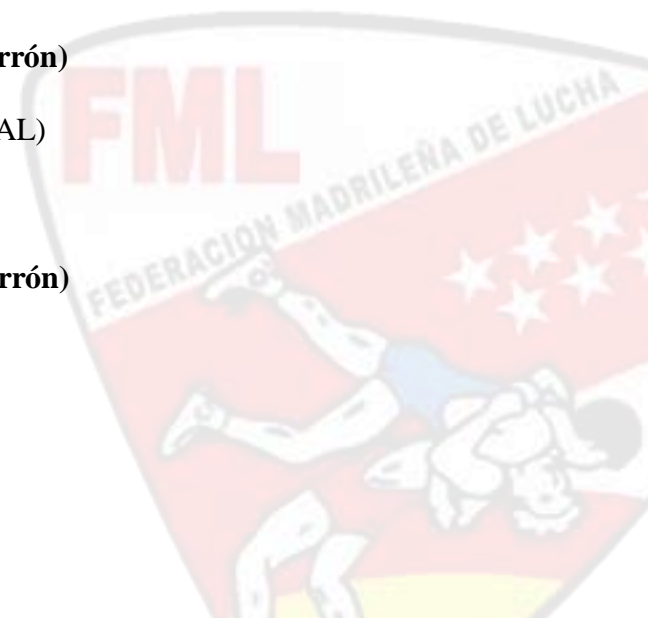 rrón)
FML
AL)
FEDERACION MADRILEÑA DE LUCHA
rrón)